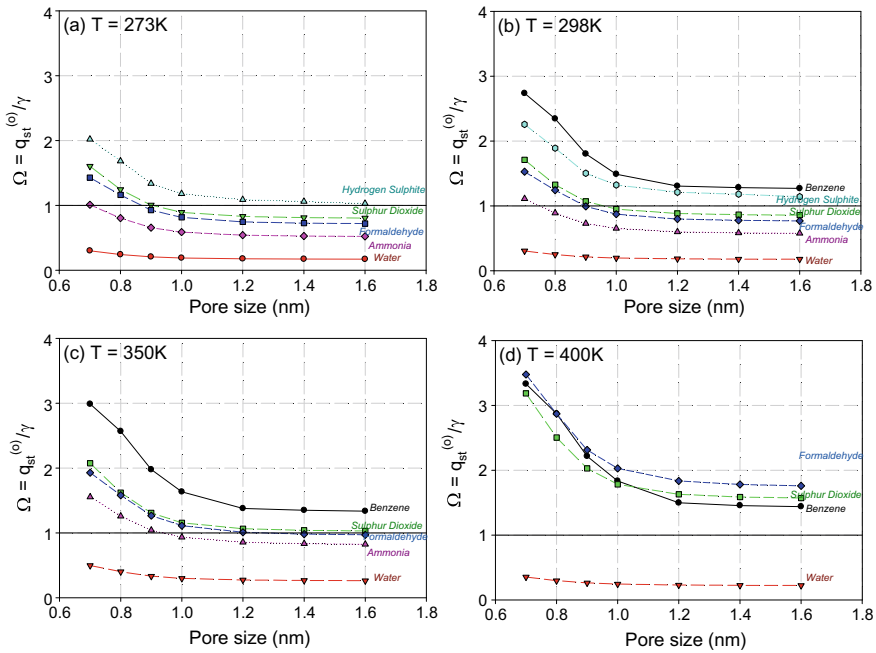 (a) T = 273K
Ω = qst(o)/γ
4
3
2
1
0
Hydrogen Sulphite
Sulphur Dioxide
Formaldehyde
Ammonia
Water
0.6 0.8 1.0 1.2 1.4 1.6 1.8
Pore size (nm)
(b) T = 298K
Ω = qst(o)/γ
4
3
2
1
0
Benzene
Hydrogen Sulphite
Sulphur Dioxide
Formaldehyde
Ammonia
Water
0.6 0.8 1.0 1.2 1.4 1.6 1.8
Pore size (nm)
(c) T = 350K
Ω = qst(o)/γ
4
3
2
1
0
Benzene
Sulphur Dioxide
Formaldehyde
Ammonia
Water
0.6 0.8 1.0 1.2 1.4 1.6 1.8
Pore size (nm)
(d) T = 400K
Ω = qst(o)/γ
4
3
2
1
0
Formaldehyde
Sulphur Dioxide
Benzene
Water
0.6 0.8 1.0 1.2 1.4 1.6 1.8
Pore size (nm)